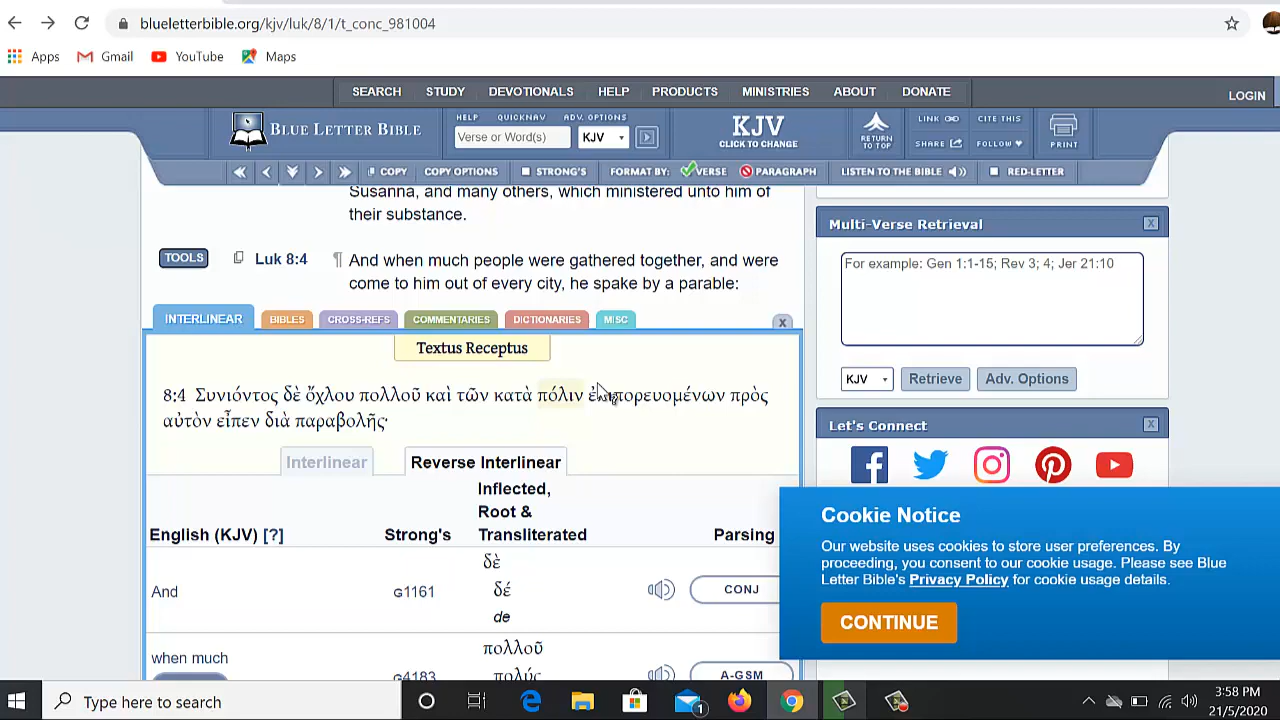 blueletterbible.org/kjv/luk/8/1/t_conc_981004
Apps Gmail YouTube Maps
SEARCH STUDY DEVOTIONALS HELP PRODUCTS MINISTRIES ABOUT DONATE LOGIN
BLUE LETTER BIBLE
HELP QUICKNAV ADV. OPTIONS
Verse or Word(s) KJV
KJV
CLICK TO CHANGE
RETURN
TO TOP
LINK CITE THIS
SHARE FOLLOW
PRINT
COPY COPY OPTIONS STRONG'S FORMAT BY: VERSE PARAGRAPH LISTEN TO THE BIBLE RED-LETTER
Susanna, and many others, which ministered unto him of
their substance.
TOOLS Luk 8:4 ¶ And when much people were gathered together, and were
come to him out of every city, he spake by a parable:
INTERLINEAR BIBLES CROSS-REFS COMMENTARIES DICTIONARIES MISC X
Textus Receptus
8:4 Συνιόντος δὲ ὄχλου πολλοῦ καὶ τῶν κατὰ πόλιν πρὸς
αὐτὸν εἶπεν διὰ παραβολῆς·
Interlinear Reverse Interlinear
English (KJV) [?] Strong's Inflected,
Root &
Transliterated Parsing
And G1161 δὲ
δέ
de
CONJ
when much G4183 πολλοῦ
πολύς
A-GSM
Multi-Verse Retrieval X
For example: Gen 1:1-15; Rev 3; 4; Jer 21:10
KJV Retrieve Adv. Options
Let's Connect X
Cookie Notice
Our website uses cookies to store user preferences. By
proceeding, you consent to our cookie usage. Please see Blue
Letter Bible's Privacy Policy for cookie usage details.
CONTINUE
Type here to search
1
3:58 PM
21/5/2020